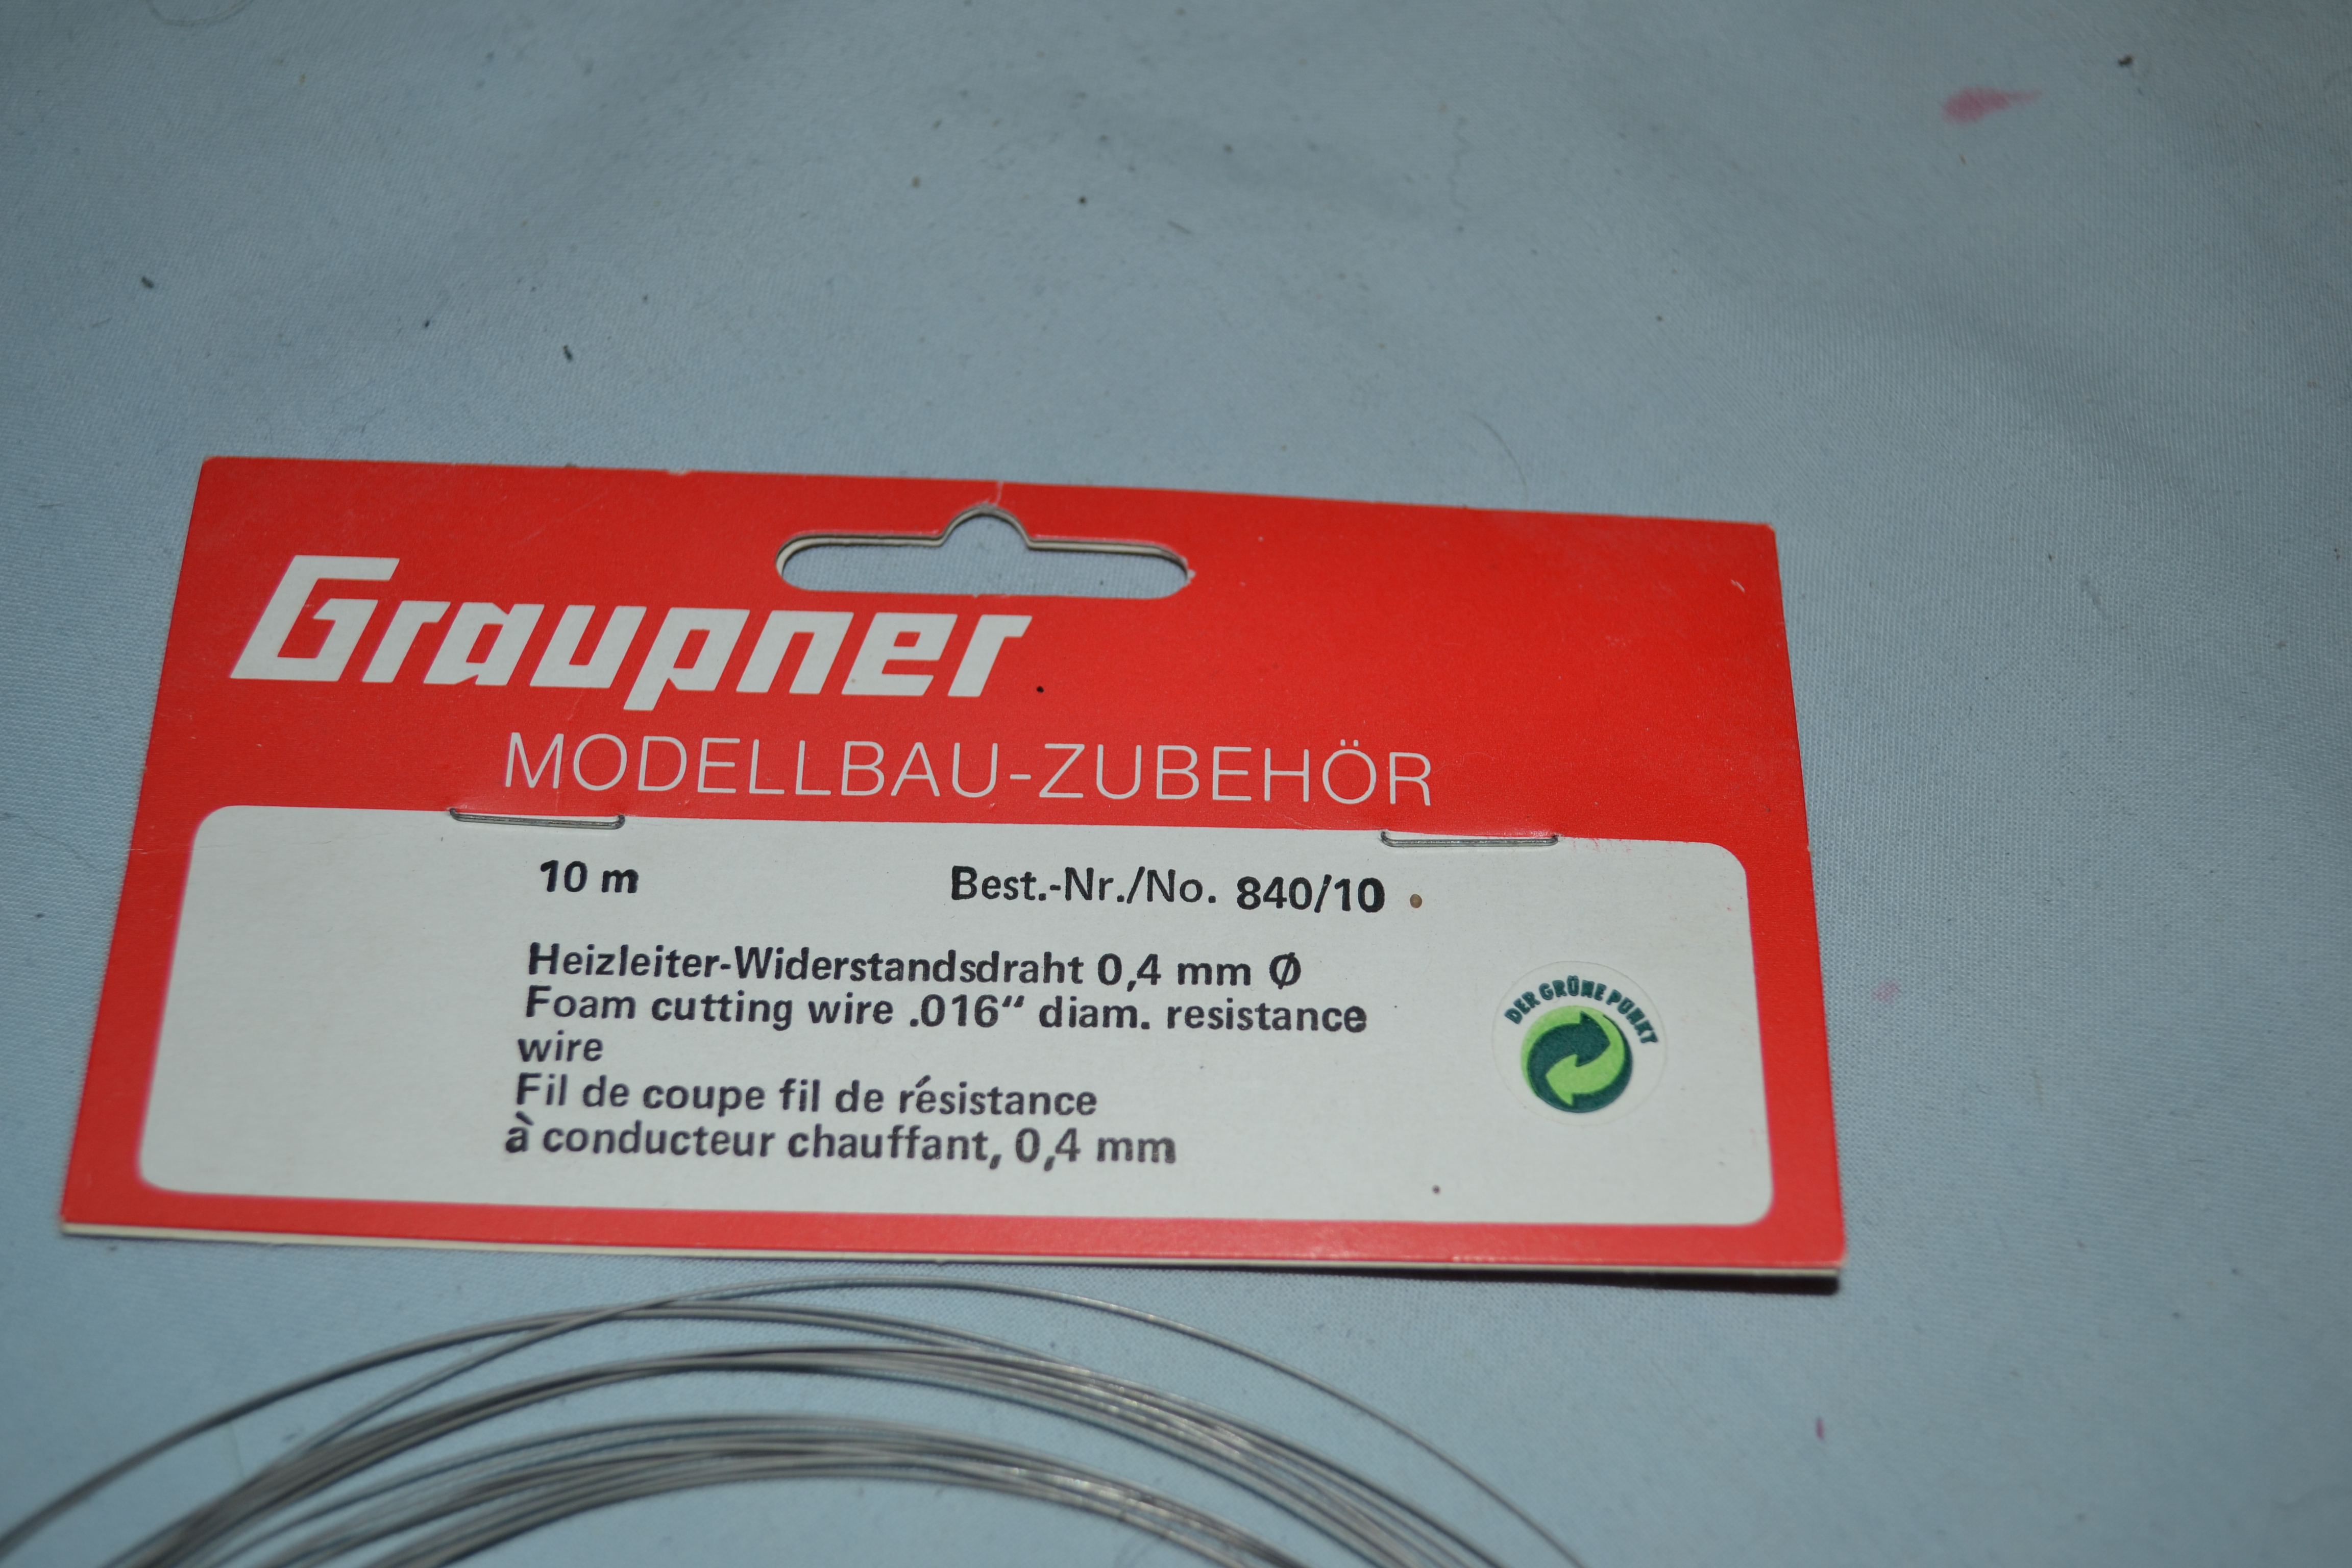 Graupner
MODELLBAU-ZUBEHÖR
10 m Best.-Nr./No. 840/10
Heizleiter-Widerstandsdraht 0,4 mm Ø
Foam cutting wire .016“ diam. resistance
wire
Fil de coupe fil de résistance
à conducteur chauffant, 0,4 mm
DER GRÜNE PUNKT